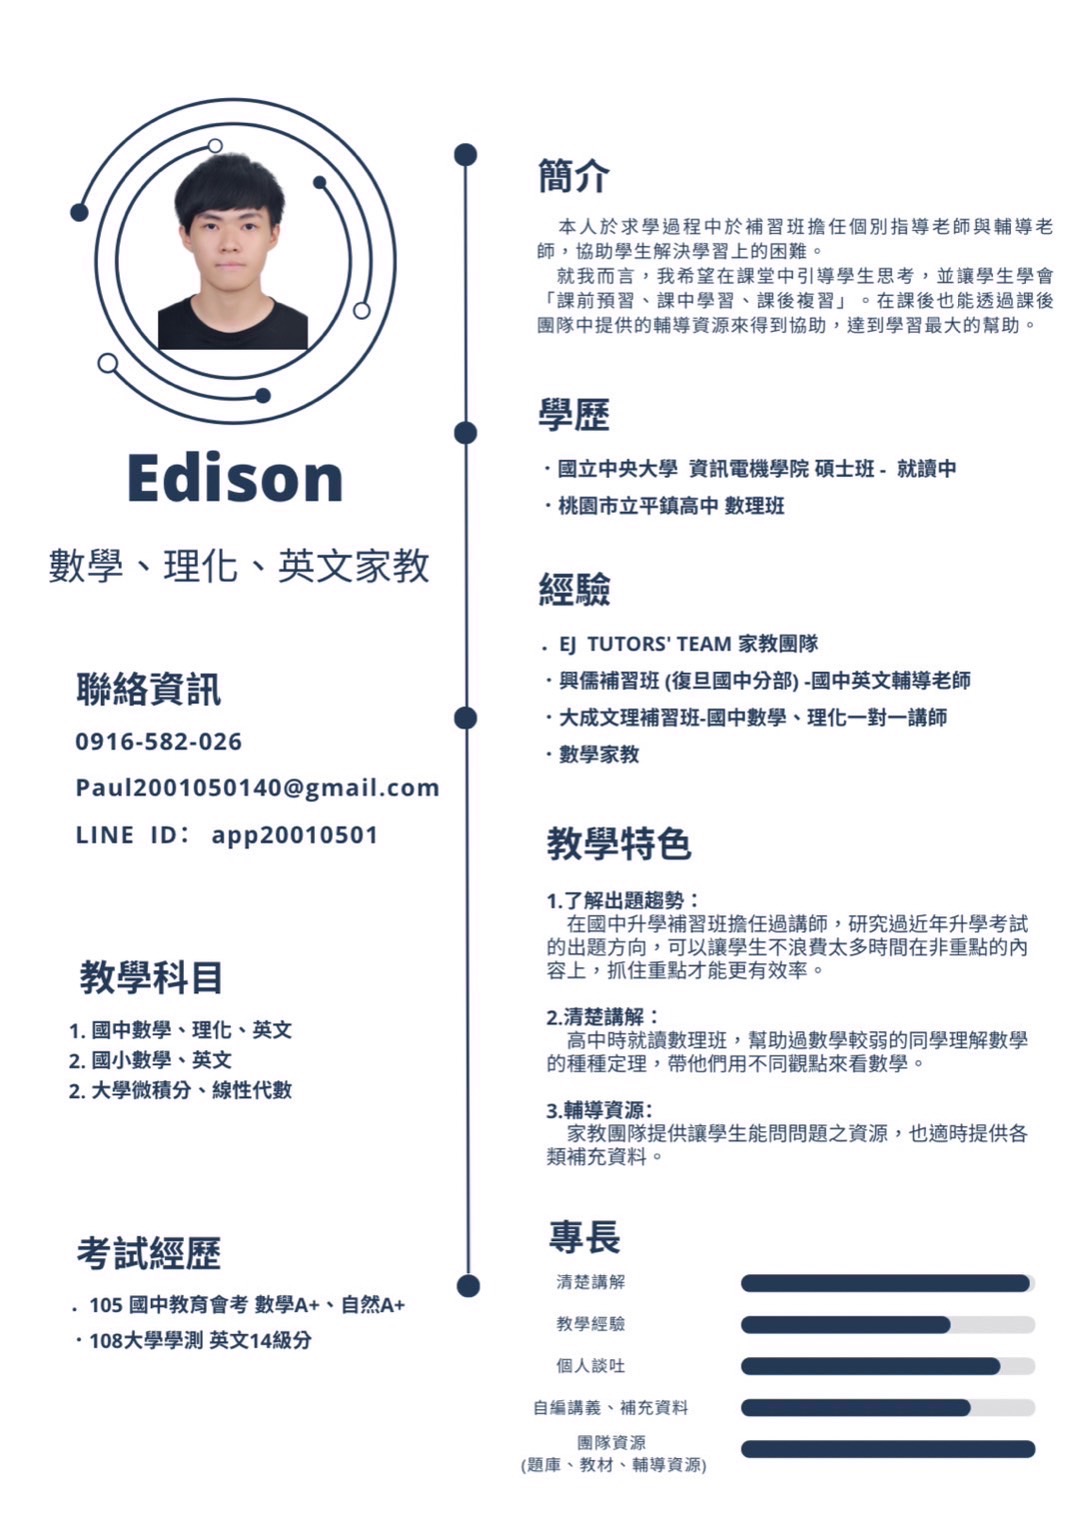 Edison
數學、理化、英文家教
聯絡資訊
0916-582-026
Paul2001050140@gmail.com
LINE ID： app20010501
教學科目
1. 國中數學、理化、英文
2. 國小數學、英文
2. 大學微積分、線性代數
考試經歷
．105 國中教育會考 數學A+、自然A+
·108大學學測 英文14級分
簡介
本人於求學過程中於補習班擔任個別指導老師與輔導老
師，協助學生解決學習上的困難。
就我而言，我希望在課堂中引導學生思考，並讓學生學會
「課前預習、課中學習、課後複習」。在課後也能透過課後
團隊中提供的輔導資源來得到協助，達到學習最大的幫助。
學歷
·國立中央大學 資訊電機學院 碩士班 - 就讀中
·桃園市立平鎮高中 數理班
經驗
．EJ TUTORS' TEAM 家教團隊
·興儒補習班 (復旦國中分部) -國中英文輔導老師
·大成文理補習班-國中數學、理化一對一講師
·數學家教
教學特色
1.了解出題趨勢：
在國中升學補習班擔任過講師，研究過近年升學考試
的出題方向，可以讓學生不浪費太多時間在非重點的內
容上，抓住重點才能更有效率。
2.清楚講解：
高中時就讀數理班，幫助過數學較弱的同學理解數學
的種種定理，帶他們用不同觀點來看數學。
3.輔導資源：
家教團隊提供讓學生能問問題之資源，也適時提供各
類補充資料。
專長
清楚講解
教學經驗
個人談吐
自編講義、補充資料
團隊資源
(題庫、教材、輔導資源)